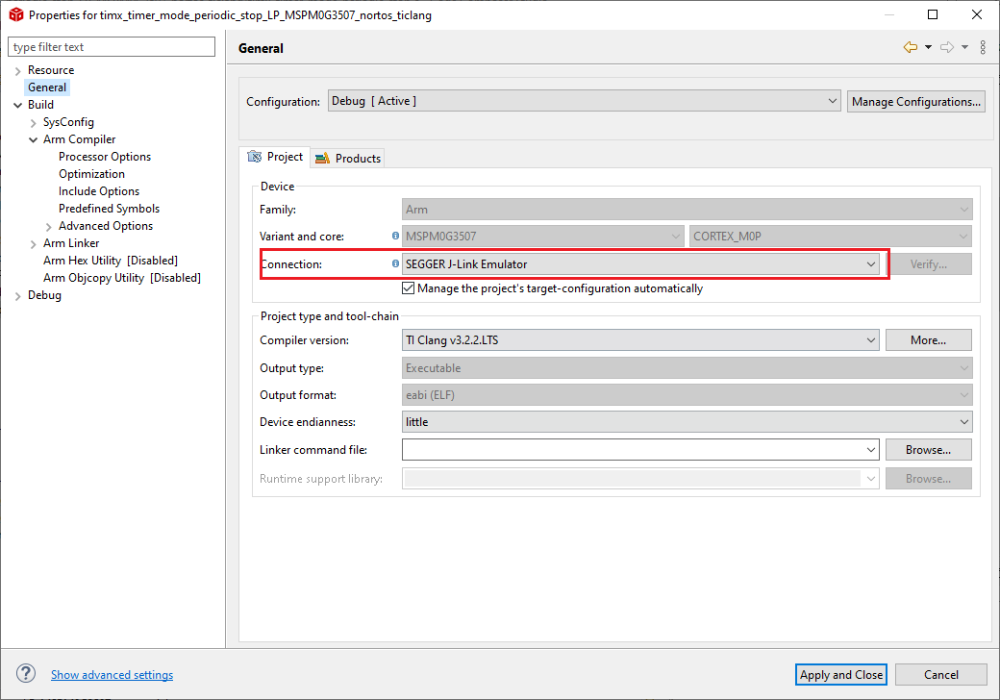 Properties for timx_timer_mode_periodic_stop_LP_MSPM0G3507_nortos_ticlang
type filter text
Resource
General
Build
SysConfig
Arm Compiler
Processor Options
Optimization
Include Options
Predefined Symbols
Advanced Options
Arm Linker
Arm Hex Utility [Disabled]
Arm Objcopy Utility [Disabled]
Debug
General
Configuration: Debug [ Active ] Manage Configurations...
Project Products
Device
Family: Arm
Variant and core: MSPM0G3507 CORTEX_M0P
Connection: SEGGER J-Link Emulator Verify...
Manage the project's target-configuration automatically
Project type and tool-chain
Compiler version: TI Clang v3.2.2.LTS More...
Output type: Executable
Output format: eabi (ELF)
Device endianness: little
Linker command file: Browse...
Runtime support library: Browse...
? Show advanced settings Apply and Close Cancel